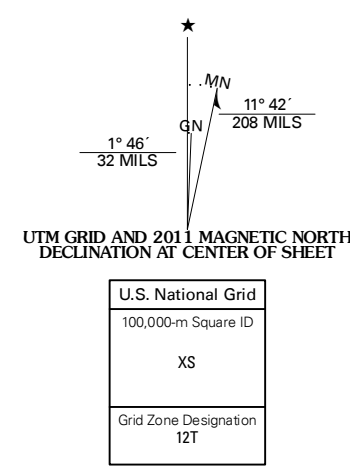 ★
MN
GN
11° 42´
208 MILS
1° 46´
32 MILS
UTM GRID AND 2011 MAGNETIC NORTH
DECLINATION AT CENTER OF SHEET
U.S. National Grid
100,000-m Square ID
XS
Grid Zone Designation
12T